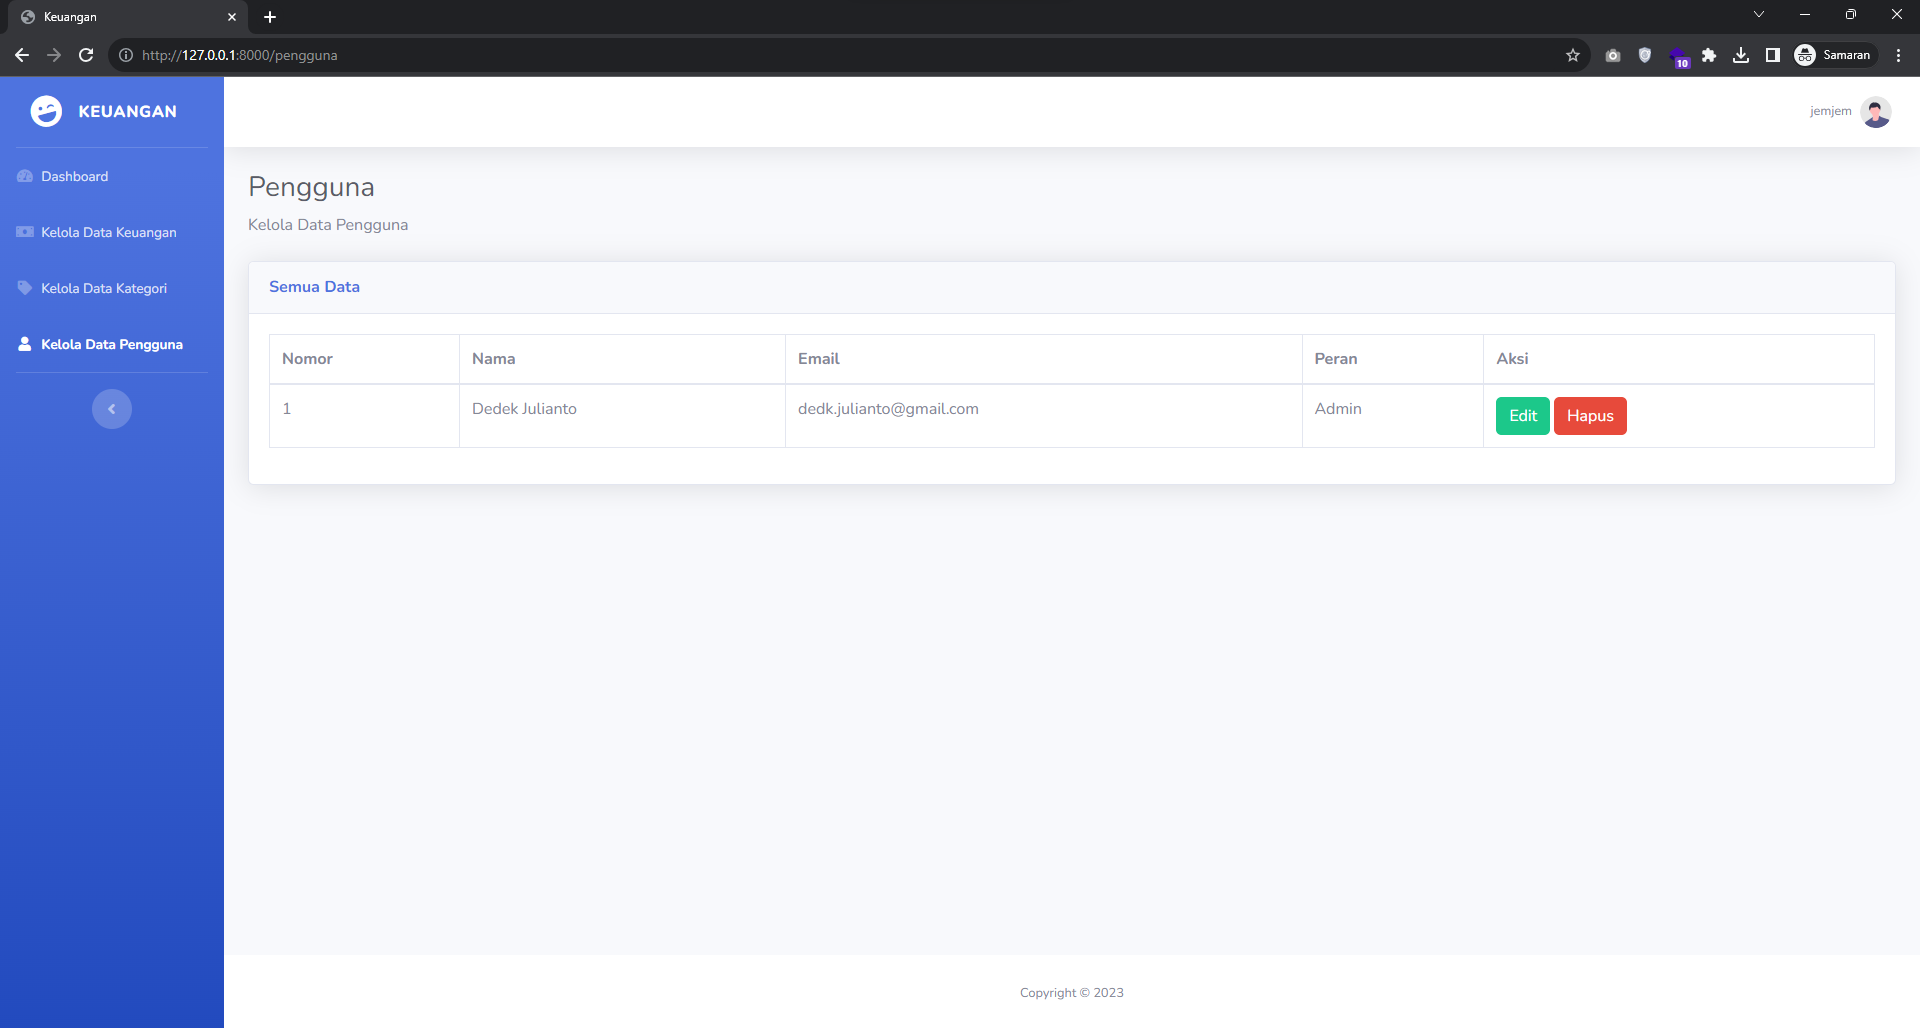 Keuangan
http://127.0.0.1:8000/pengguna
10
Samaran
KEUANGAN
jemjem
Dashboard
Kelola Data Keuangan
Kelola Data Kategori
Kelola Data Pengguna
Pengguna
Kelola Data Pengguna
Semua Data
Nomor Nama Email Peran Aksi
1 Dedek Julianto dedk.julianto@gmail.com Admin Edit Hapus
Copyright © 2023